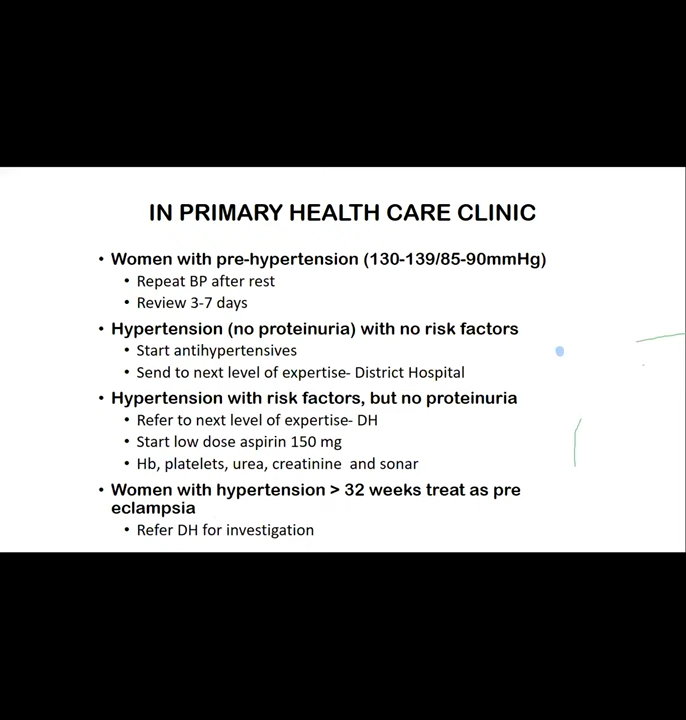 IN PRIMARY HEALTH CARE CLINIC
• Women with pre-hypertension (130-139/85-90mmHg)
• Repeat BP after rest
• Review 3-7 days
• Hypertension (no proteinuria) with no risk factors
• Start antihypertensives
• Send to next level of expertise- District Hospital
• Hypertension with risk factors, but no proteinuria
• Refer to next level of expertise- DH
• Start low dose aspirin 150 mg
• Hb, platelets, urea, creatinine and sonar
• Women with hypertension > 32 weeks treat as pre
eclampsia
• Refer DH for investigation